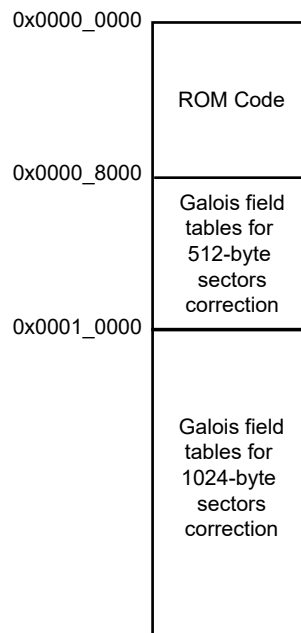 0x0000_0000
ROM Code
0x0000_8000
Galois field
tables for
512-byte
sectors
correction
0x0001_0000
Galois field
tables for
1024-byte
sectors
correction